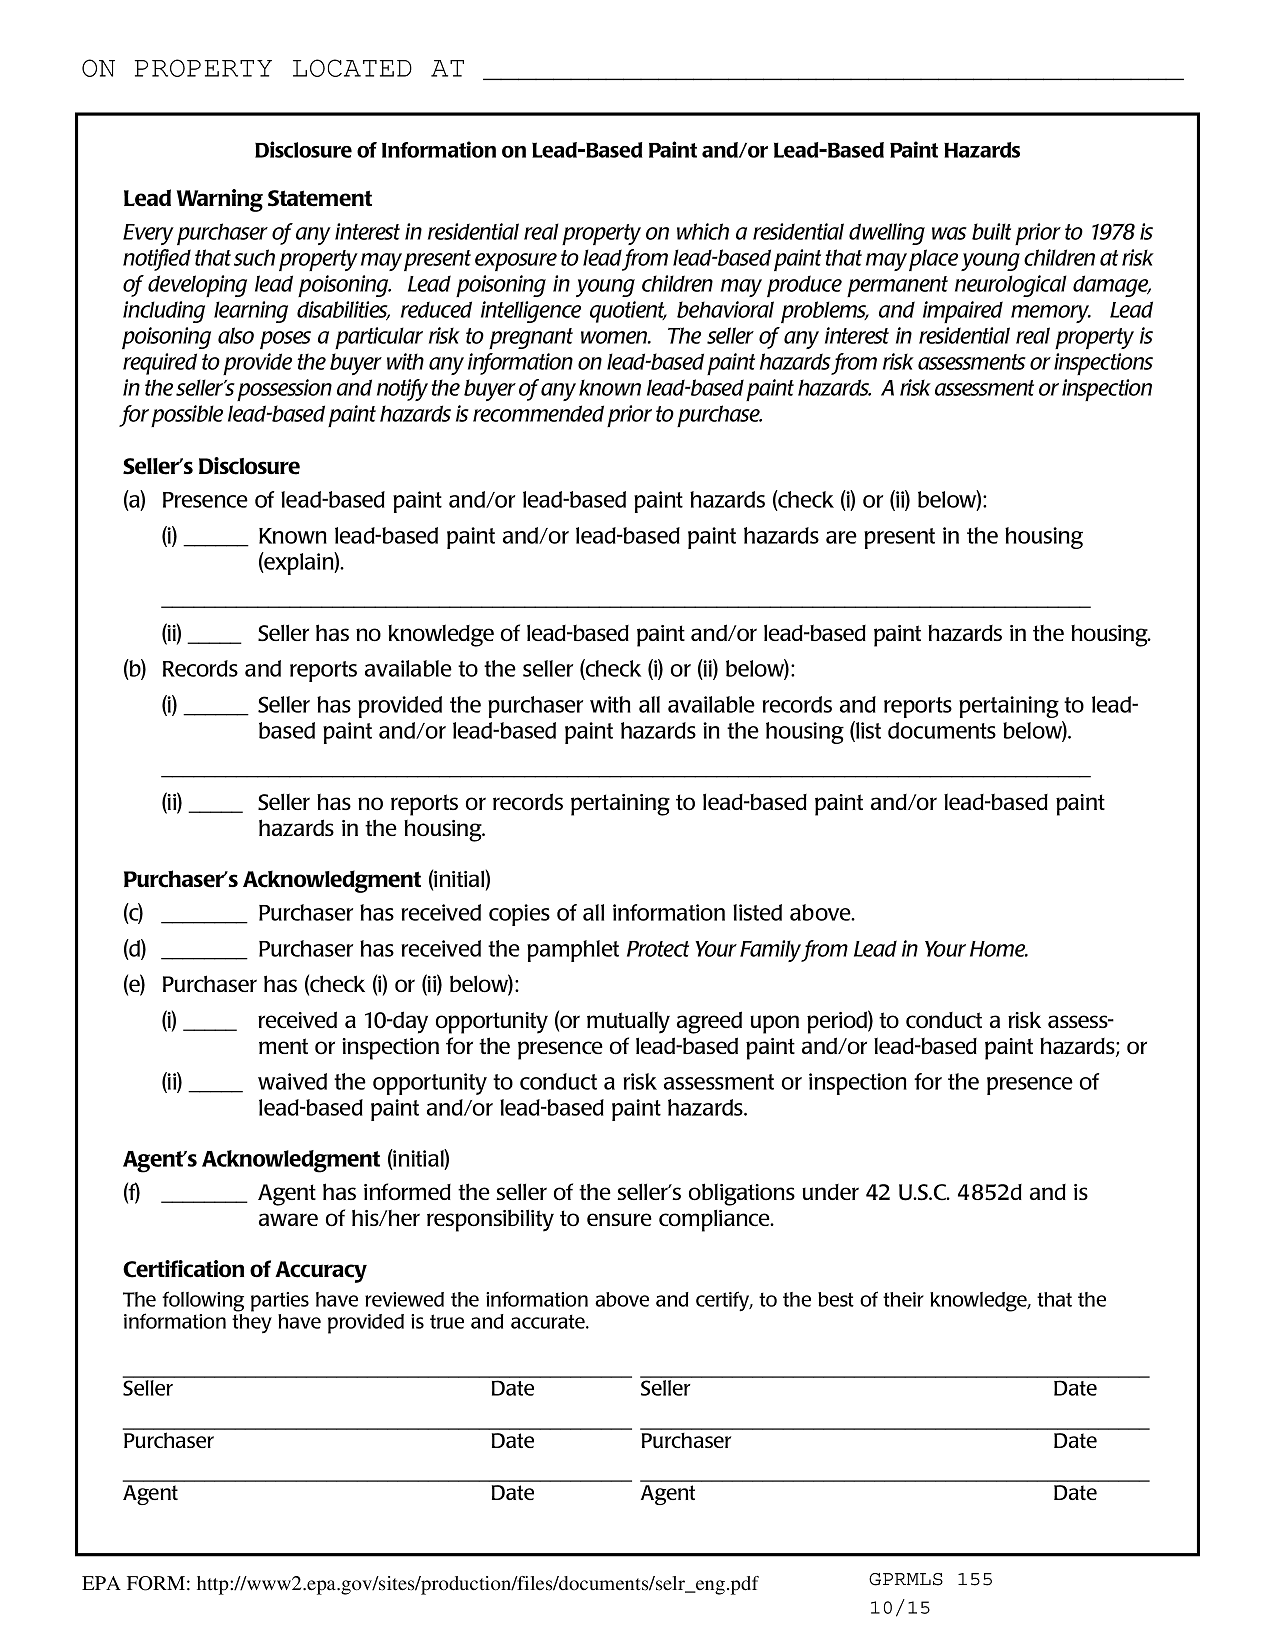 ON PROPERTY LOCATED AT ________________________________________
Disclosure of Information on Lead-Based Paint and/or Lead-Based Paint Hazards
Lead Warning Statement
Every purchaser of any interest in residential real property on which a residential dwelling was built prior to 1978 is
notified that such property may present exposure to lead from lead-based paint that may place young children at risk
of developing lead poisoning. Lead poisoning in young children may produce permanent neurological damage,
including learning disabilities, reduced intelligence quotient, behavioral problems, and impaired memory. Lead
poisoning also poses a particular risk to pregnant women. The seller of any interest in residential real property is
required to provide the buyer with any information on lead-based paint hazards from risk assessments or inspections
in the seller's possession and notify the buyer of any known lead-based paint hazards. A risk assessment or inspection
for possible lead-based paint hazards is recommended prior to purchase.
Seller's Disclosure
(a) Presence of lead-based paint and/or lead-based paint hazards (check (i) or (ii) below):
(i) ______ Known lead-based paint and/or lead-based paint hazards are present in the housing
(explain).
(ii) _____ Seller has no knowledge of lead-based paint and/or lead-based paint hazards in the housing.
(b) Records and reports available to the seller (check (i) or (ii) below):
(i) ______ Seller has provided the purchaser with all available records and reports pertaining to lead-
based paint and/or lead-based paint hazards in the housing (list documents below).
(ii) _____ Seller has no reports or records pertaining to lead-based paint and/or lead-based paint
hazards in the housing.
Purchaser's Acknowledgment (initial)
(c) ________ Purchaser has received copies of all information listed above.
(d) ________ Purchaser has received the pamphlet Protect Your Family from Lead in Your Home.
(e) Purchaser has (check (i) or (ii) below):
(i) _____ received a 10-day opportunity (or mutually agreed upon period) to conduct a risk assess-
ment or inspection for the presence of lead-based paint and/or lead-based paint hazards; or
(ii) _____ waived the opportunity to conduct a risk assessment or inspection for the presence of
lead-based paint and/or lead-based paint hazards.
Agent's Acknowledgment (initial)
(f) ________ Agent has informed the seller of the seller's obligations under 42 U.S.C. 4852d and is
aware of his/her responsibility to ensure compliance.
Certification of Accuracy
The following parties have reviewed the information above and certify, to the best of their knowledge, that the
information they have provided is true and accurate.
Seller Date Seller Date
Purchaser Date Purchaser Date
Agent Date Agent Date
EPA FORM: http://www2.epa.gov/sites/production/files/documents/selr_eng.pdf GPRMLS 155
10/15